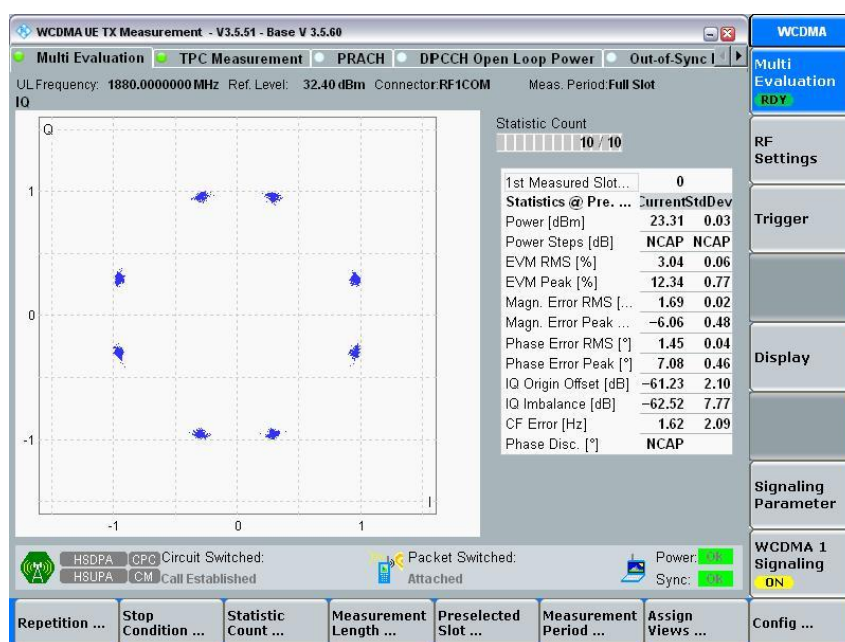 WCDMA UE TX Measurement - V3.5.51 - Base V 3.5.60
WCDMA
Multi Evaluation TPC Measurement PRACH DPCCH Open Loop Power Out-of-Sync
UL Frequency: 1880.0000000 MHz Ref. Level: 32.40 dBm Connector:RF1COM Meas. Period:Full Slot
IQ
Q
1
0
-1
-1 0 1
I
Statistic Count
10 / 10
1st Measured Slot... 0
Statistics @ Pre. ... Current StdDev
Power [dBm] 23.31 0.03
Power Steps [dB] NCAP NCAP
EVM RMS [%] 3.04 0.06
EVM Peak [%] 12.34 0.77
Magn. Error RMS [... 1.69 0.02
Magn. Error Peak ... −6.06 0.48
Phase Error RMS [°] 1.45 0.04
Phase Error Peak [°] 7.08 0.46
IQ Origin Offset [dB] −61.23 2.10
IQ Imbalance [dB] −62.52 7.77
CF Error [Hz] 1.62 2.09
Phase Disc. [°] NCAP
Multi
Evaluation
RDY
RF
Settings
Trigger
Display
Signaling
Parameter
WCDMA 1
Signaling
ON
HSDPA CPC Circuit Switched: Packet Switched: Power: OK
HSUPA CM Call Established Attached Sync: OK
Repetition ...
Stop
Condition ...
Statistic
Count ...
Measurement
Length ...
Preselected
Slot ...
Measurement
Period ...
Assign
Views ...
Config ...